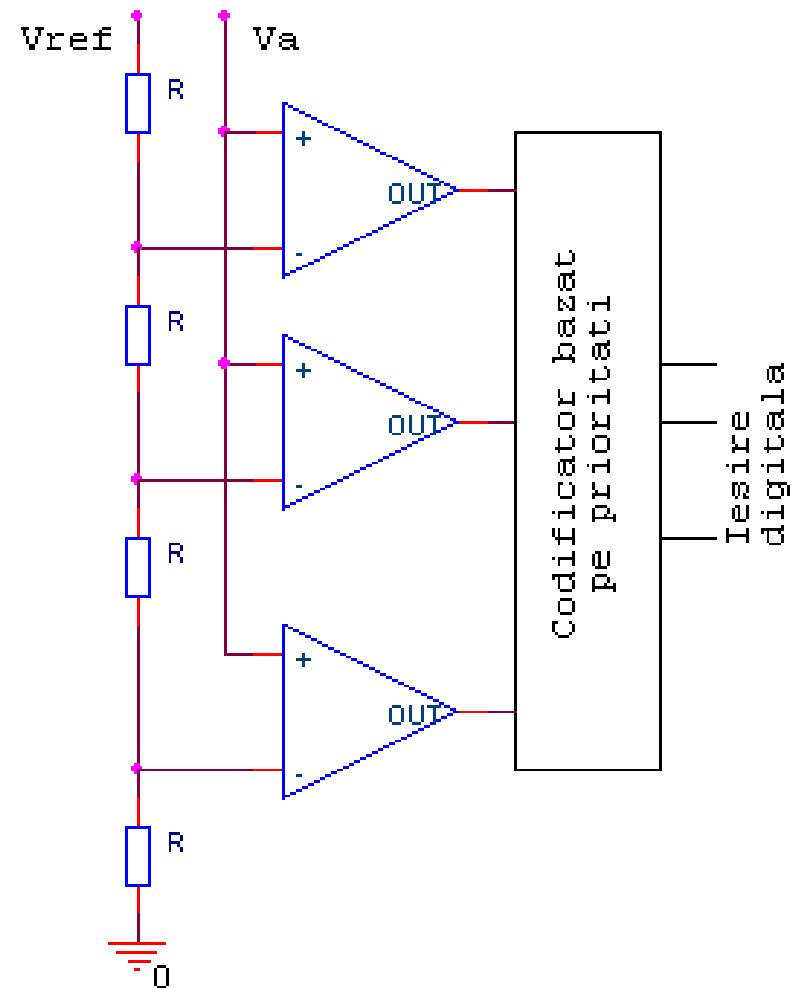 Vref
Va
R
+
OUT
-
R
+
OUT
-
R
+
OUT
-
R
0
Codificator bazat
pe prioritati
Iesire
digitala